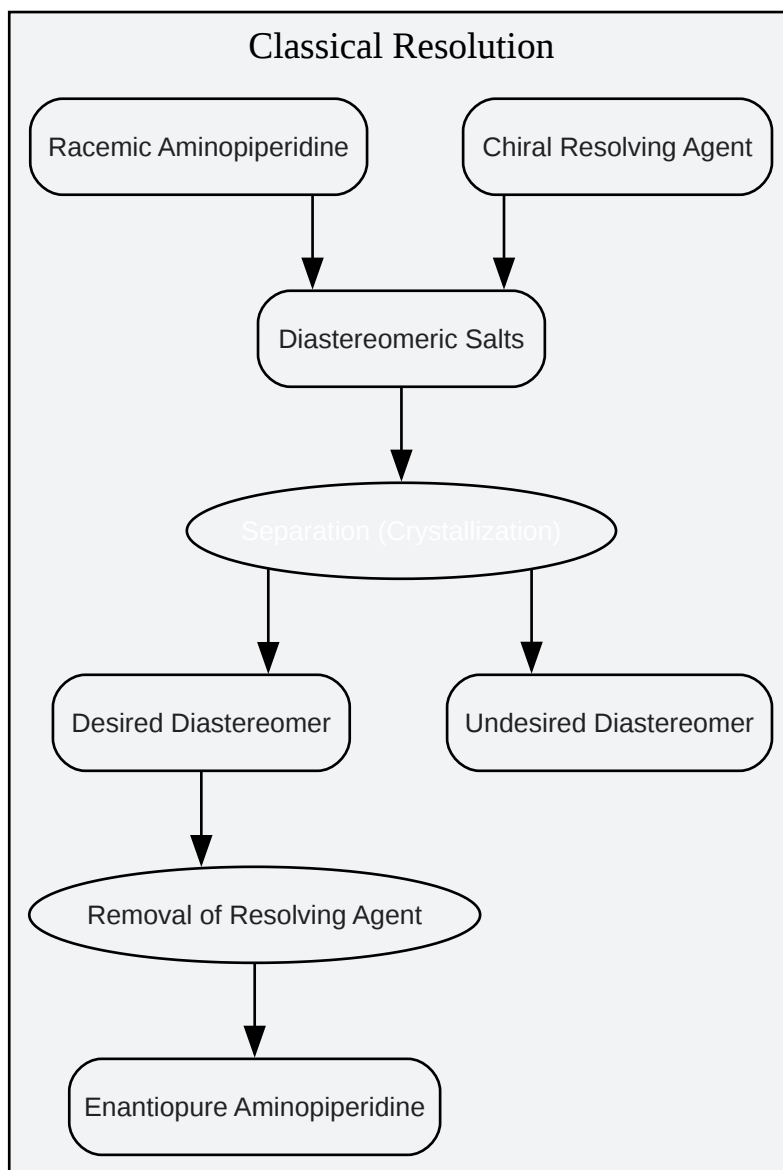 Classical Resolution
Racemic Aminopiperidine
Chiral Resolving Agent
Diastereomeric Salts
Separation (Crystallization)
Desired Diastereomer
Undesired Diastereomer
Removal of Resolving Agent
Enantiopure Aminopiperidine